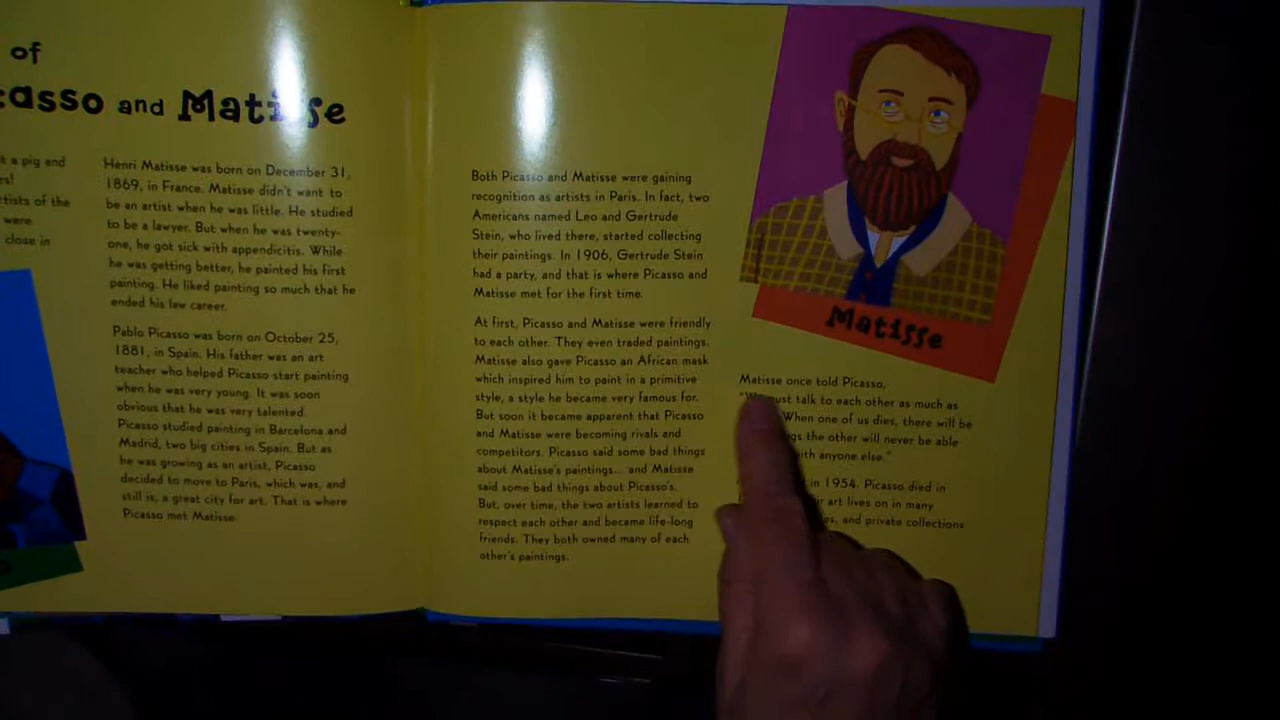 of
casso and Matisse
k a pig and
rs!
rtists of the
were
close in
Henri Matisse was born on December 31,
1869, in France. Matisse didn't want to
be an artist when he was little. He studied
to be a lawyer. But when he was twenty-
one, he got sick with appendicitis. While
he was getting better, he painted his first
painting. He liked painting so much that he
ended his law career.
Pablo Picasso was born on October 25,
1881, in Spain. His father was an art
teacher who helped Picasso start painting
when he was very young. It was soon
obvious that he was very talented.
Picasso studied painting in Barcelona and
Madrid, two big cities in Spain. But as
he was growing as an artist, Picasso
decided to move to Paris, which was, and
still is, a great city for art. That is where
Picasso met Matisse.
Both Picasso and Matisse were gaining
recognition as artists in Paris. In fact, two
Americans named Leo and Gertrude
Stein, who lived there, started collecting
their paintings. In 1906, Gertrude Stein
had a party, and that is where Picasso and
Matisse met for the first time.
At first, Picasso and Matisse were friendly
to each other. They even traded paintings.
Matisse also gave Picasso an African mask
which inspired him to paint in a primitive
style, a style he became very famous for.
But soon it became apparent that Picasso
and Matisse were becoming rivals and
competitors. Picasso said some bad things
about Matisse's paintings... and Matisse
said some bad things about Picasso's.
But, over time, the two artists learned to
respect each other and became life-long
friends. They both owned many of each
other's paintings.
Matisse
Matisse once told Picasso,
"We must talk to each other as much as
When one of us dies, there will be
the other will never be able
with anyone else."
in 1954. Picasso died in
art lives on in many
and private collections